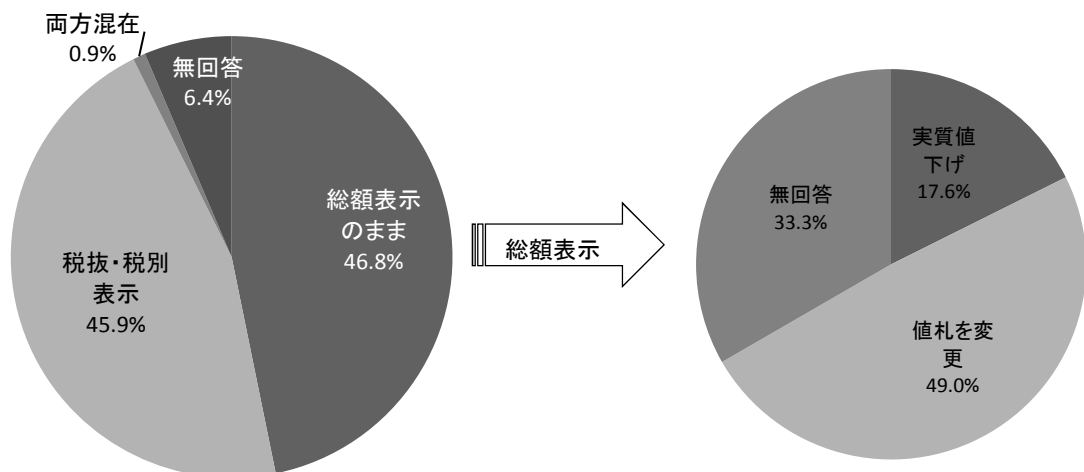 両方混在
0.9%
無回答
6.4%
総額表示
のまま
46.8%
税抜・税別
表示
45.9%
総額表示
実質値
下げ
17.6%
無回答
33.3%
値札を変
更
49.0%